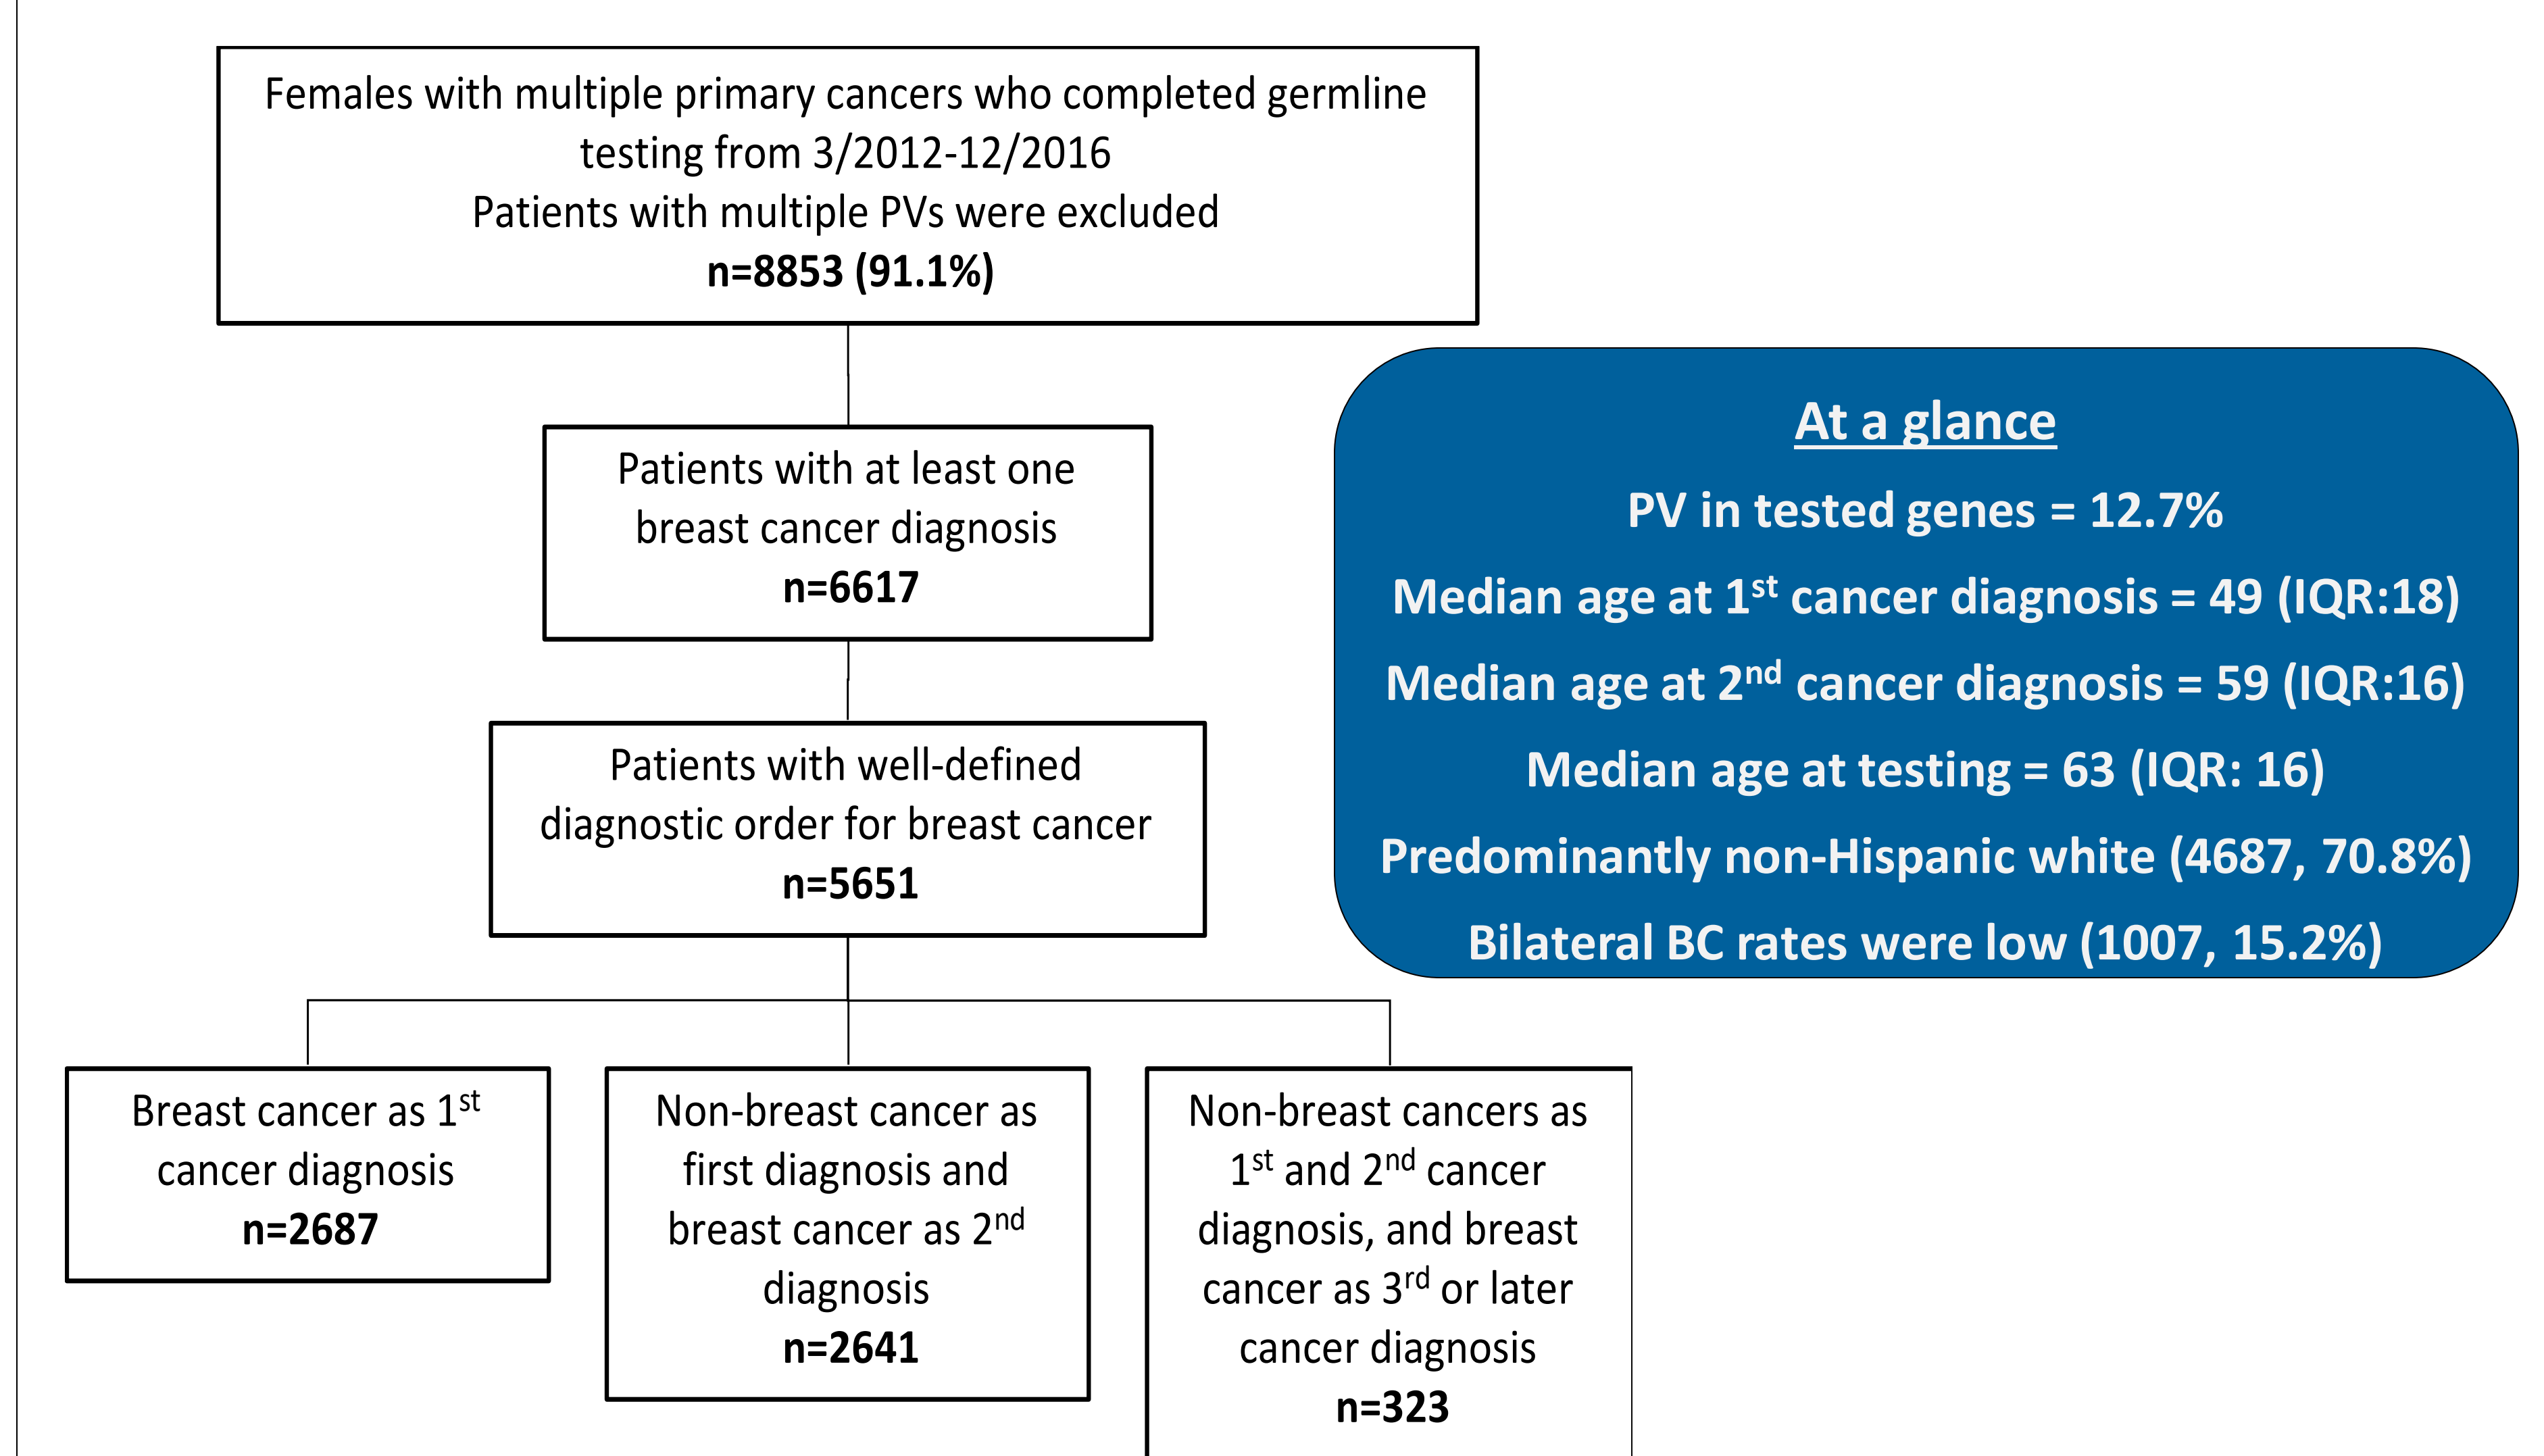 Females with multiple primary cancers who completed germline
testing from 3/2012-12/2016
Patients with multiple PVs were excluded
n=8853 (91.1%)
Patients with at least one
breast cancer diagnosis
n=6617
At a glance
PV in tested genes = 12.7%
Median age at 1st cancer diagnosis = 49 (IQR:18)
Median age at 2nd cancer diagnosis = 59 (IQR:16)
Median age at testing = 63 (IQR: 16)
Predominantly non-Hispanic white (4687, 70.8%)
Bilateral BC rates were low (1007, 15.2%)
Patients with well-defined
diagnostic order for breast cancer
n=5651
Breast cancer as 1st
cancer diagnosis
n=2687
Non-breast cancer as
first diagnosis and
breast cancer as 2nd
diagnosis
n=2641
Non-breast cancers as
1st and 2nd cancer
diagnosis, and breast
cancer as 3rd or later
cancer diagnosis
n=323